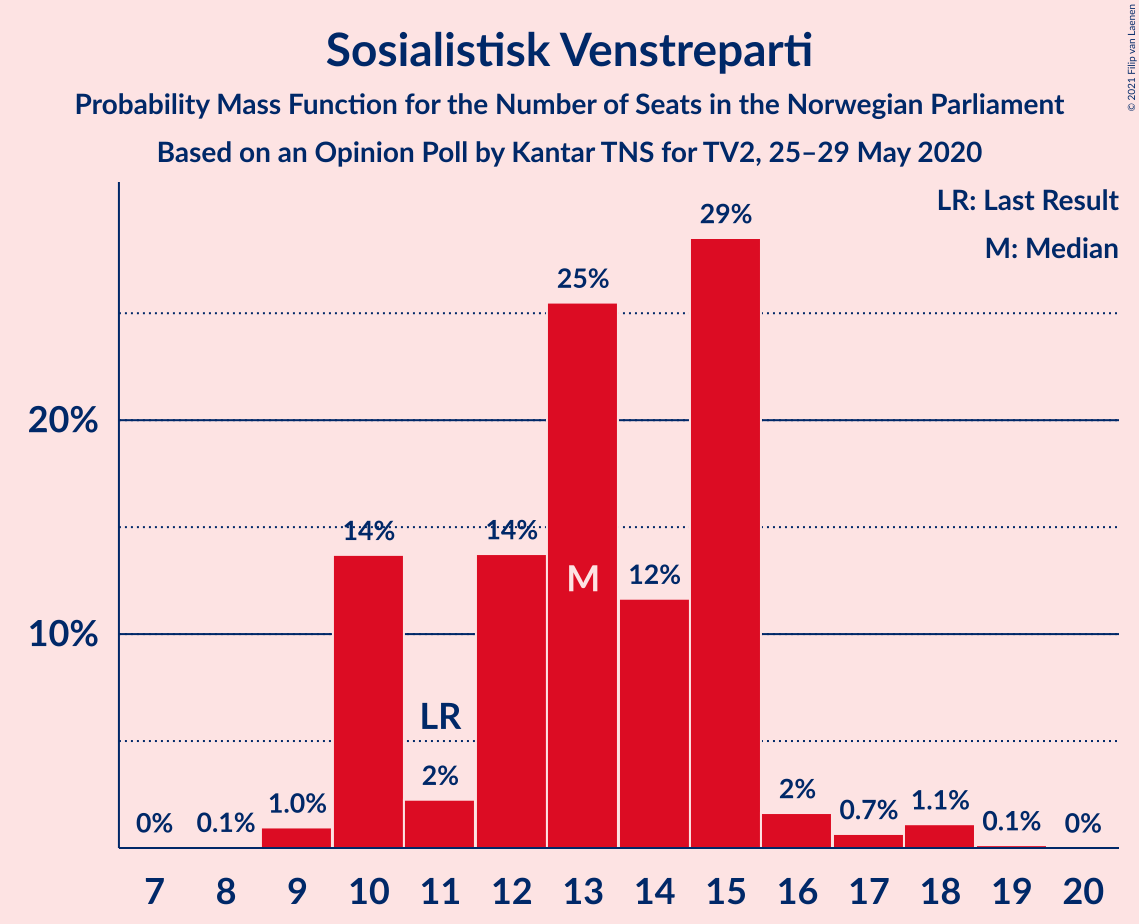 Sosialistisk Venstreparti
Probability Mass Function for the Number of Seats in the Norwegian Parliament
Based on an Opinion Poll by Kantar TNS for TV2, 25–29 May 2020
© 2021 Filip van Laenen
LR: Last Result
M: Median
29%
25%
20%
14%
14%
12%
M
10%
LR
2%
2%
0%
0.1%
1.0%
0.7%
1.1%
0.1%
0%
7 8 9 10 11 12 13 14 15 16 17 18 19 20